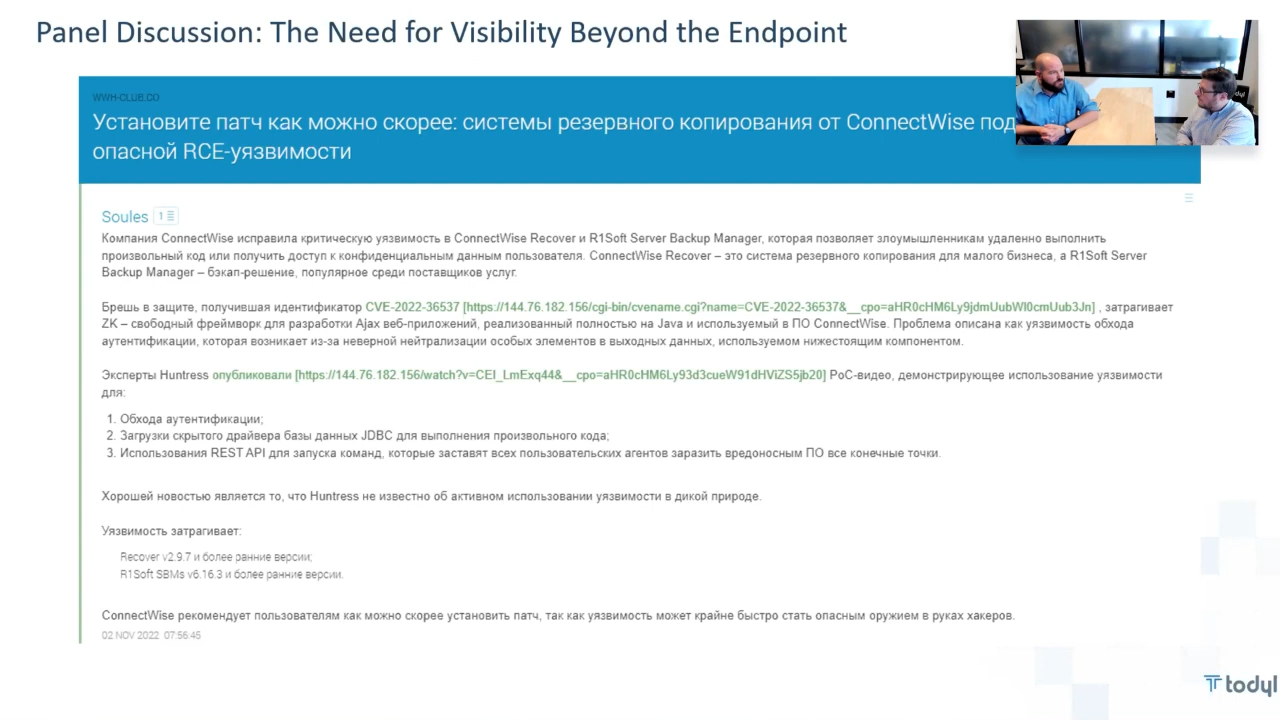 Panel Discussion: The Need for Visibility Beyond the Endpoint
WWH-CLUB.CO
Установите патч как можно скорее: системы резервного копирования от ConnectWise под
опасной RCE-уязвимости
Soules 1
Компания ConnectWise исправила критическую уязвимость в ConnectWise Recover и R1Soft Server Backup Manager, которая позволяет злоумышленникам удаленно выполнить
произвольный код или получить доступ к конфиденциальным данным пользователя. ConnectWise Recover – это система резервного копирования для малого бизнеса, а R1Soft Server
Backup Manager – бэкап-решение, популярное среди поставщиков услуг.
Брешь в защите, получившая идентификатор CVE-2022-36537 [https://144.76.182.156/cgi-bin/cvename.cgi?name=CVE-2022-36537&__cpo=aHR0cHM6Ly9jdmUubWl0cmUub3Jn] , затрагивает
ZK – свободный фреймворк для разработки Ajax веб-приложений, реализованный полностью на Java и используемый в ПО ConnectWise. Проблема описана как уязвимость обхода
аутентификации, которая возникает из-за неверной нейтрализации особых элементов в выходных данных, используемом нижестоящим компонентом.
Эксперты Huntress опубликовали [https://144.76.182.156/watch?v=CEI_LmExq44&__cpo=aHR0cHM6Ly93d3cueW91dHViZS5jb20] PoC-видео, демонстрирующее использование уязвимости
для:
1. Обхода аутентификации;
2. Загрузки скрытого драйвера базы данных JDBC для выполнения произвольного кода;
3. Использования REST API для запуска команд, которые заставят всех пользовательских агентов заразить вредоносным ПО все конечные точки.
Хорошей новостью является то, что Huntress не известно об активном использовании уязвимости в дикой природе.
Уязвимость затрагивает:
Recover v2.9.7 и более ранние версии;
R1Soft SBMs v6.16.3 и более ранние версии.
ConnectWise рекомендует пользователям как можно скорее установить патч, так как уязвимость может крайне быстро стать опасным оружием в руках хакеров.
02 NOV 2022 07:56:45
todyl